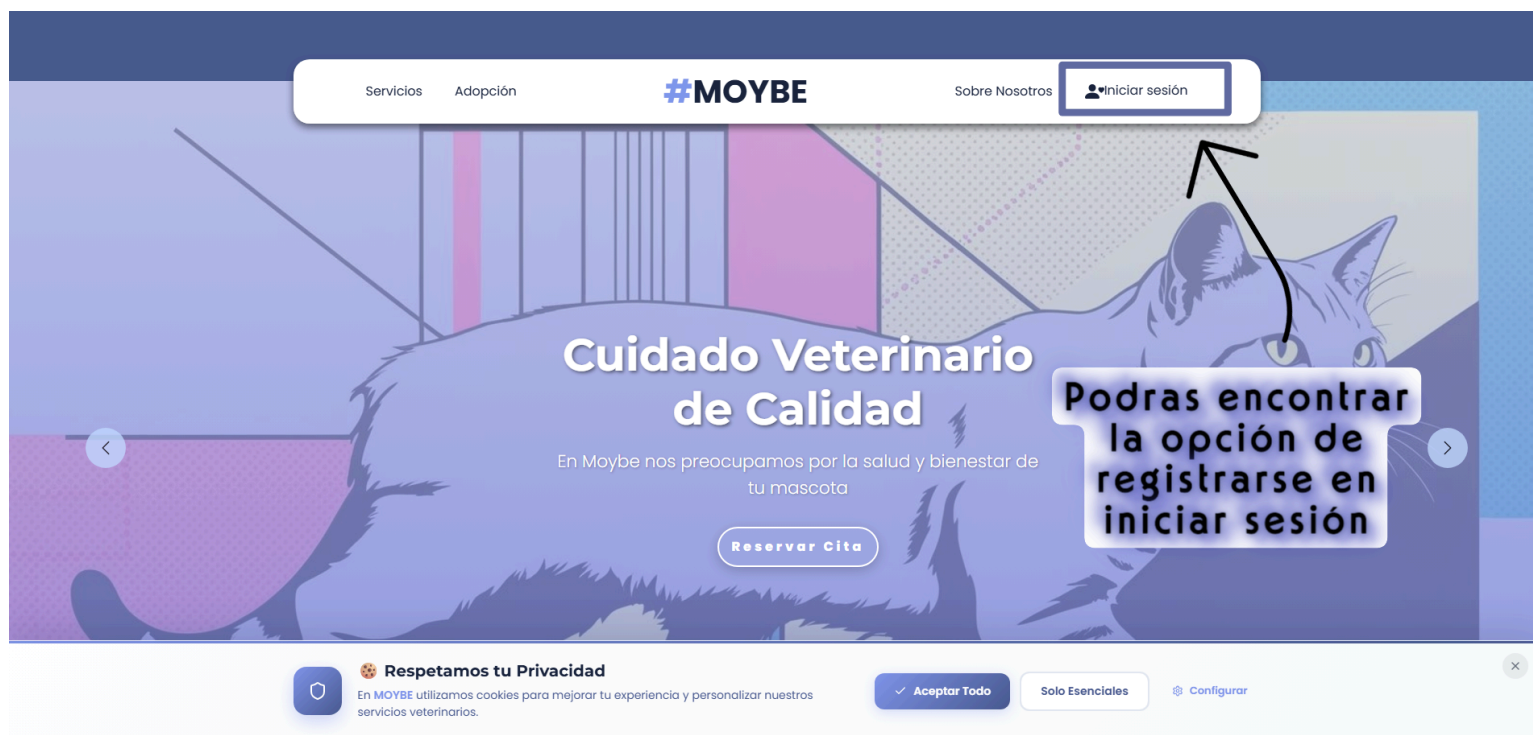 Servicios Adopción #MOYBE Sobre Nosotros Iniciar sesión
Cuidado Veterinario
de Calidad
En Moybe nos preocupamos por la salud y bienestar de
tu mascota
Reservar Cita
Podras encontrar
la opción de
registrarse en
iniciar sesión
Respetamos tu Privacidad
En MOYBE utilizamos cookies para mejorar tu experiencia y personalizar nuestros
servicios veterinarios.
Aceptar Todo Solo Esenciales Configurar